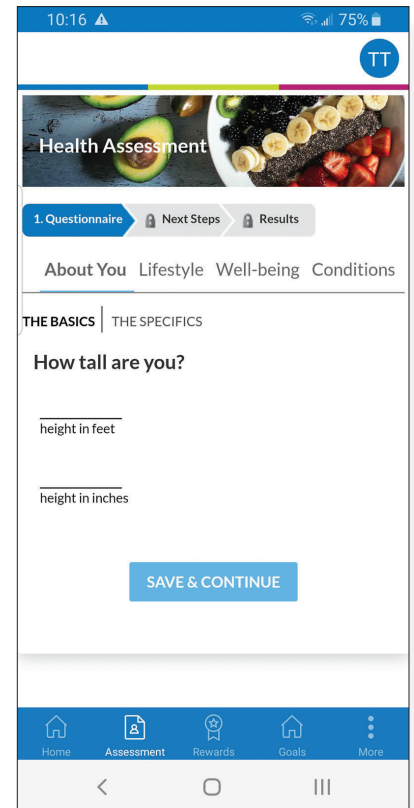 10:16 75%
TT
Health Assessment
1. Questionnaire Next Steps Results
About You Lifestyle Well-being Conditions
THE BASICS THE SPECIFICS
How tall are you?
height in feet
height in inches
SAVE & CONTINUE
Home Assessment Rewards Goals More